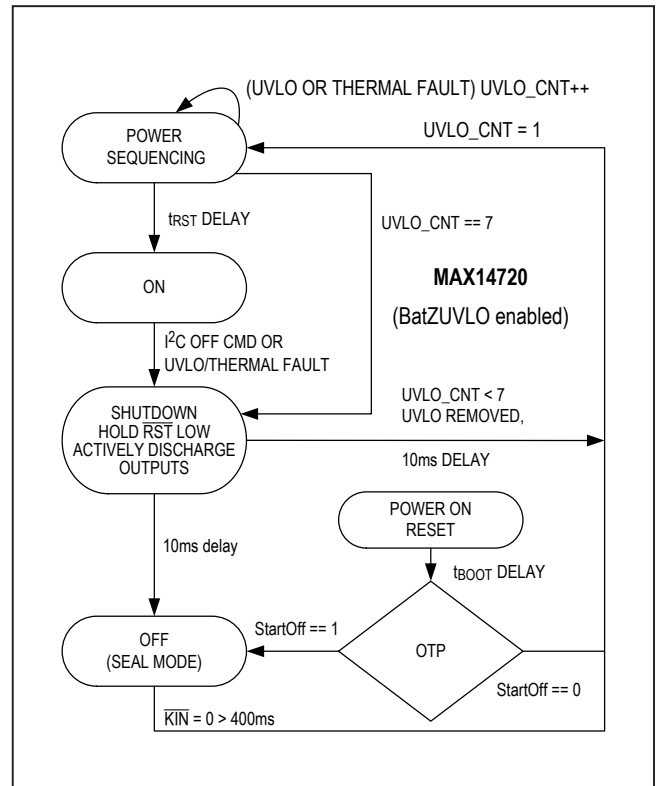 (UVLO OR THERMAL FAULT) UVLO_CNT++
POWER
SEQUENCING
UVLO_CNT = 1
tRST DELAY
UVLO_CNT == 7
ON
MAX14720
(BatZUVLO enabled)
I2C OFF CMD OR
UVLO/THERMAL FAULT
SHUTDOWN
HOLD R̅S̅T̅ LOW
ACTIVELY DISCHARGE
OUTPUTS
UVLO_CNT < 7
UVLO REMOVED,
10ms DELAY
POWER ON
RESET
10ms delay
tBOOT DELAY
OFF
(SEAL MODE)
StartOff == 1
OTP
StartOff == 0
K̅I̅N̅ = 0 > 400ms